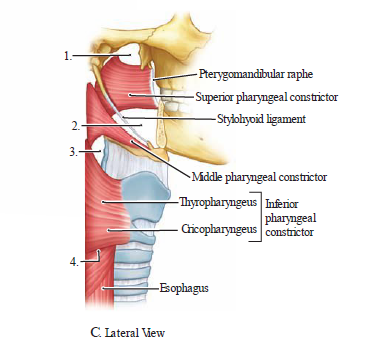 1.
Pterygomandibular raphe
Superior pharyngeal constrictor
Stylohyoid ligament
2.
3.
Middle pharyngeal constrictor
Thyropharyngeus
Cricopharyngeus
Inferior
pharyngeal
constrictor
4.
Esophagus
C. Lateral View